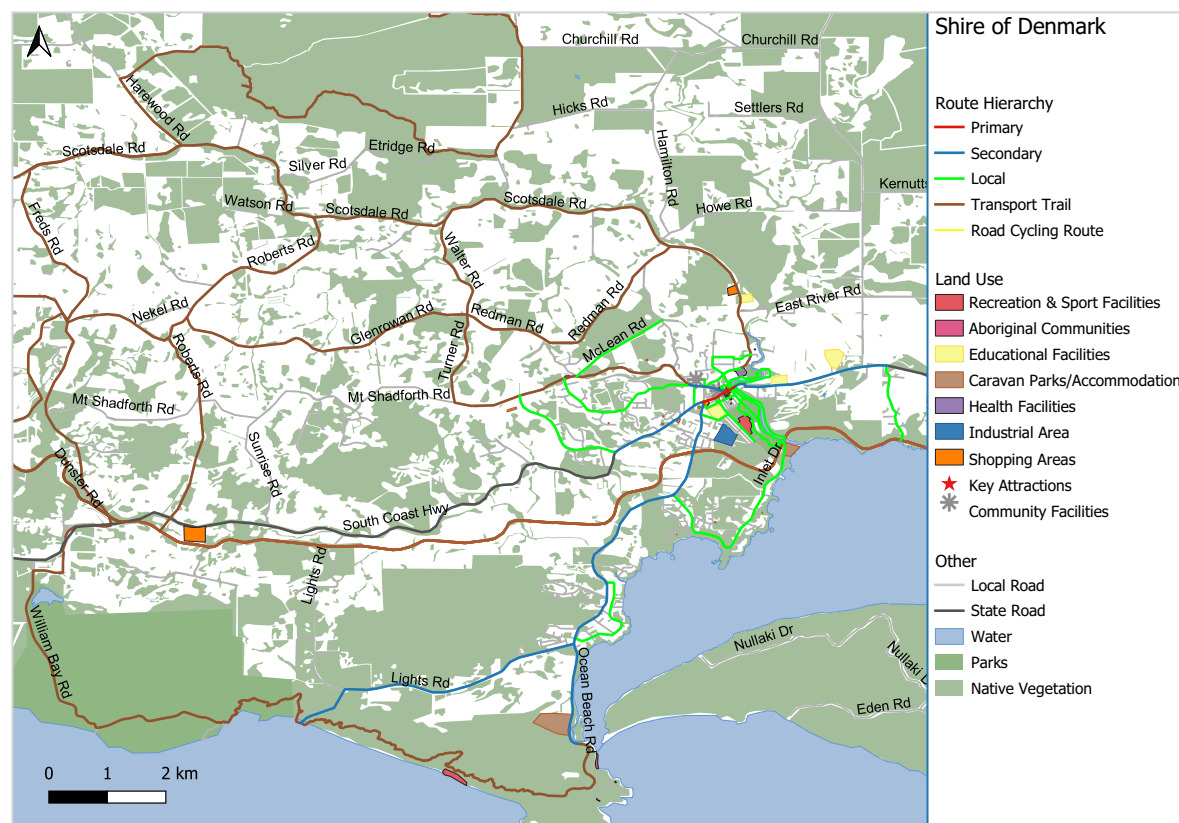 Shire of Denmark
Route Hierarchy
Primary
Secondary
Local
Transport Trail
Road Cycling Route
Land Use
Recreation & Sport Facilities
Aboriginal Communities
Educational Facilities
Caravan Parks/Accommodation
Health Facilities
Industrial Area
Shopping Areas
Key Attractions
Community Facilities
Other
Local Road
State Road
Water
Parks
Native Vegetation
Churchill Rd
Churchill Rd
Harewood Rd
Hicks Rd
Settlers Rd
Scotsdale Rd
Etridge Rd
Hamilton Rd
Silver Rd
Kernutts
Freds Rd
Watson Rd
Scotsdale Rd
Scotsdale Rd
Howe Rd
Roberts Rd
Walter Rd
Nekel Rd
Glenrowan Rd
Redman Rd
Redman Rd
East River Rd
McLean Rd
Roberts Rd
Turner Rd
Mt Shadforth Rd
Mt Shadforth Rd
Sunrise Rd
Dunster Rd
Inlet Dr
South Coast Hwy
Lights Rd
William Bay Rd
Lights Rd
Ocean Beach Rd
Nullaki Dr
Nullaki
Eden Rd
0 1 2 km